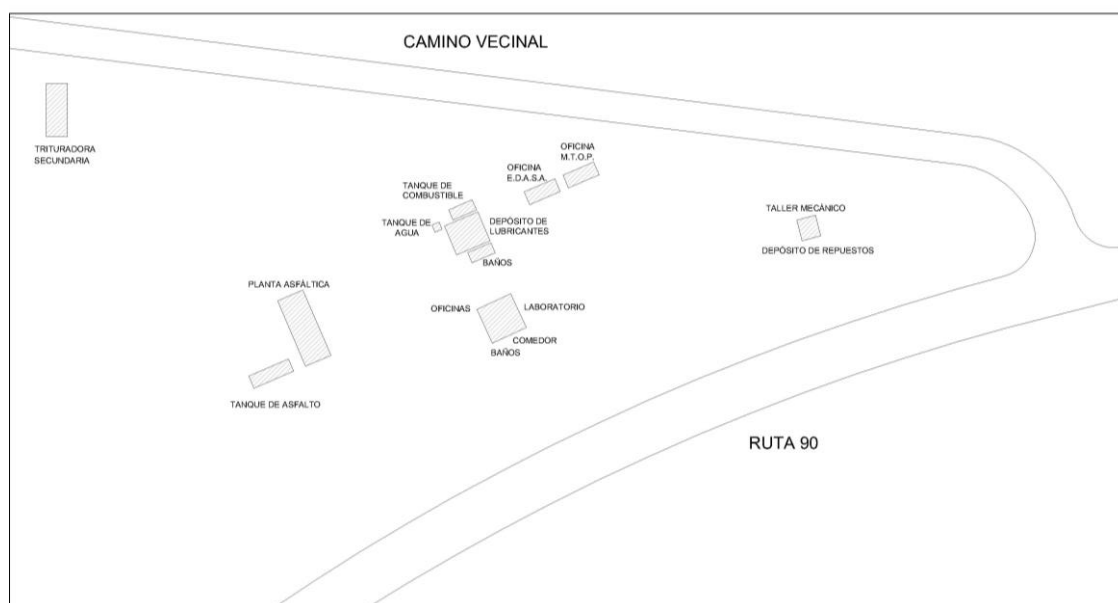 CAMINO VECINAL
TRITURADORA
SECUNDARIA
OFICINA
M.T.O.P.
OFICINA
E.D.A.S.A.
TANQUE DE
COMBUSTIBLE
TANQUE DE
AGUA
DEPÓSITO DE
LUBRICANTES
BAÑOS
TALLER MECÁNICO
DEPÓSITO DE REPUESTOS
PLANTA ASFÁLTICA
OFICINAS
LABORATORIO
COMEDOR
BAÑOS
TANQUE DE ASFALTO
RUTA 90